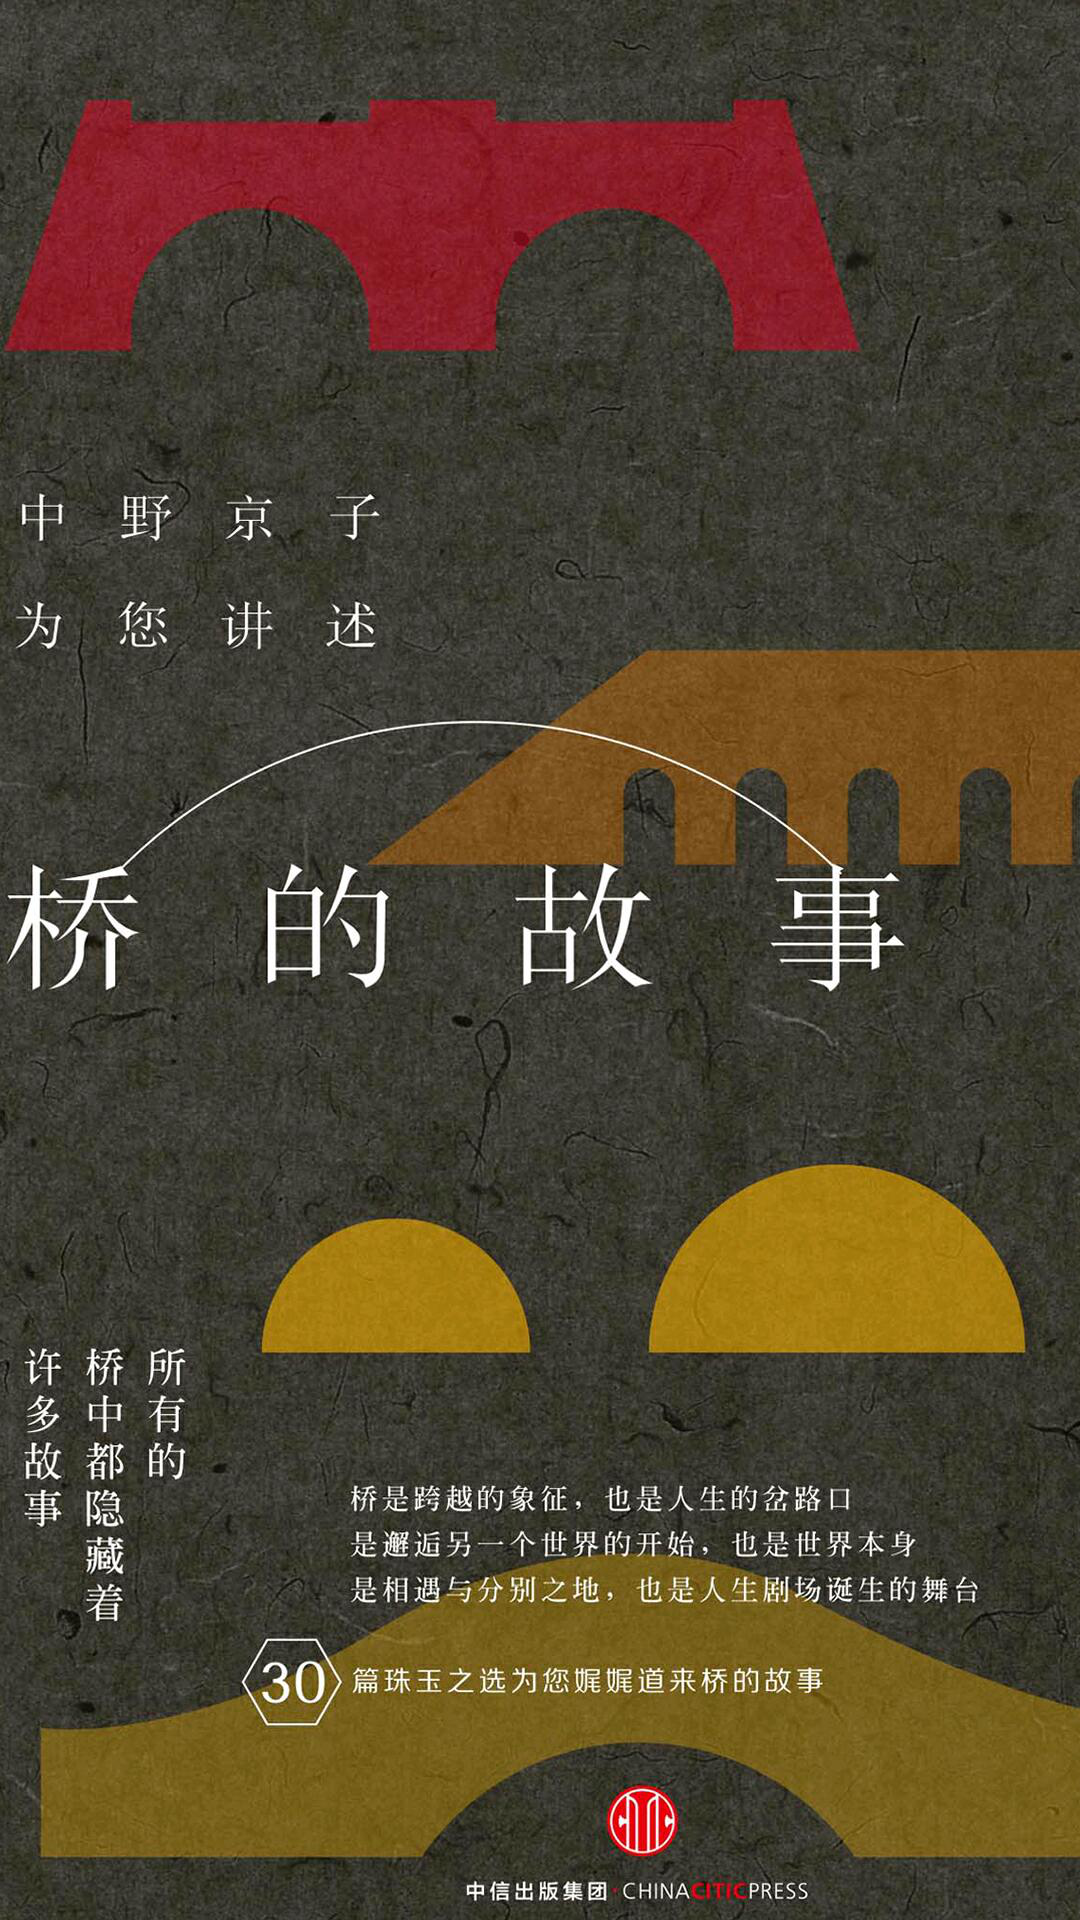 中野京子
为您讲述
桥的故事
所有的
桥中都隐藏着
许多故事
桥是跨越的象征，也是人生的岔路口
是邂逅另一个世界的开始，也是世界本身
是相遇与分别之地，也是人生剧场诞生的舞台
30篇珠玉之选为您娓娓道来桥的故事
中信出版集团·CHINACITICPRESS